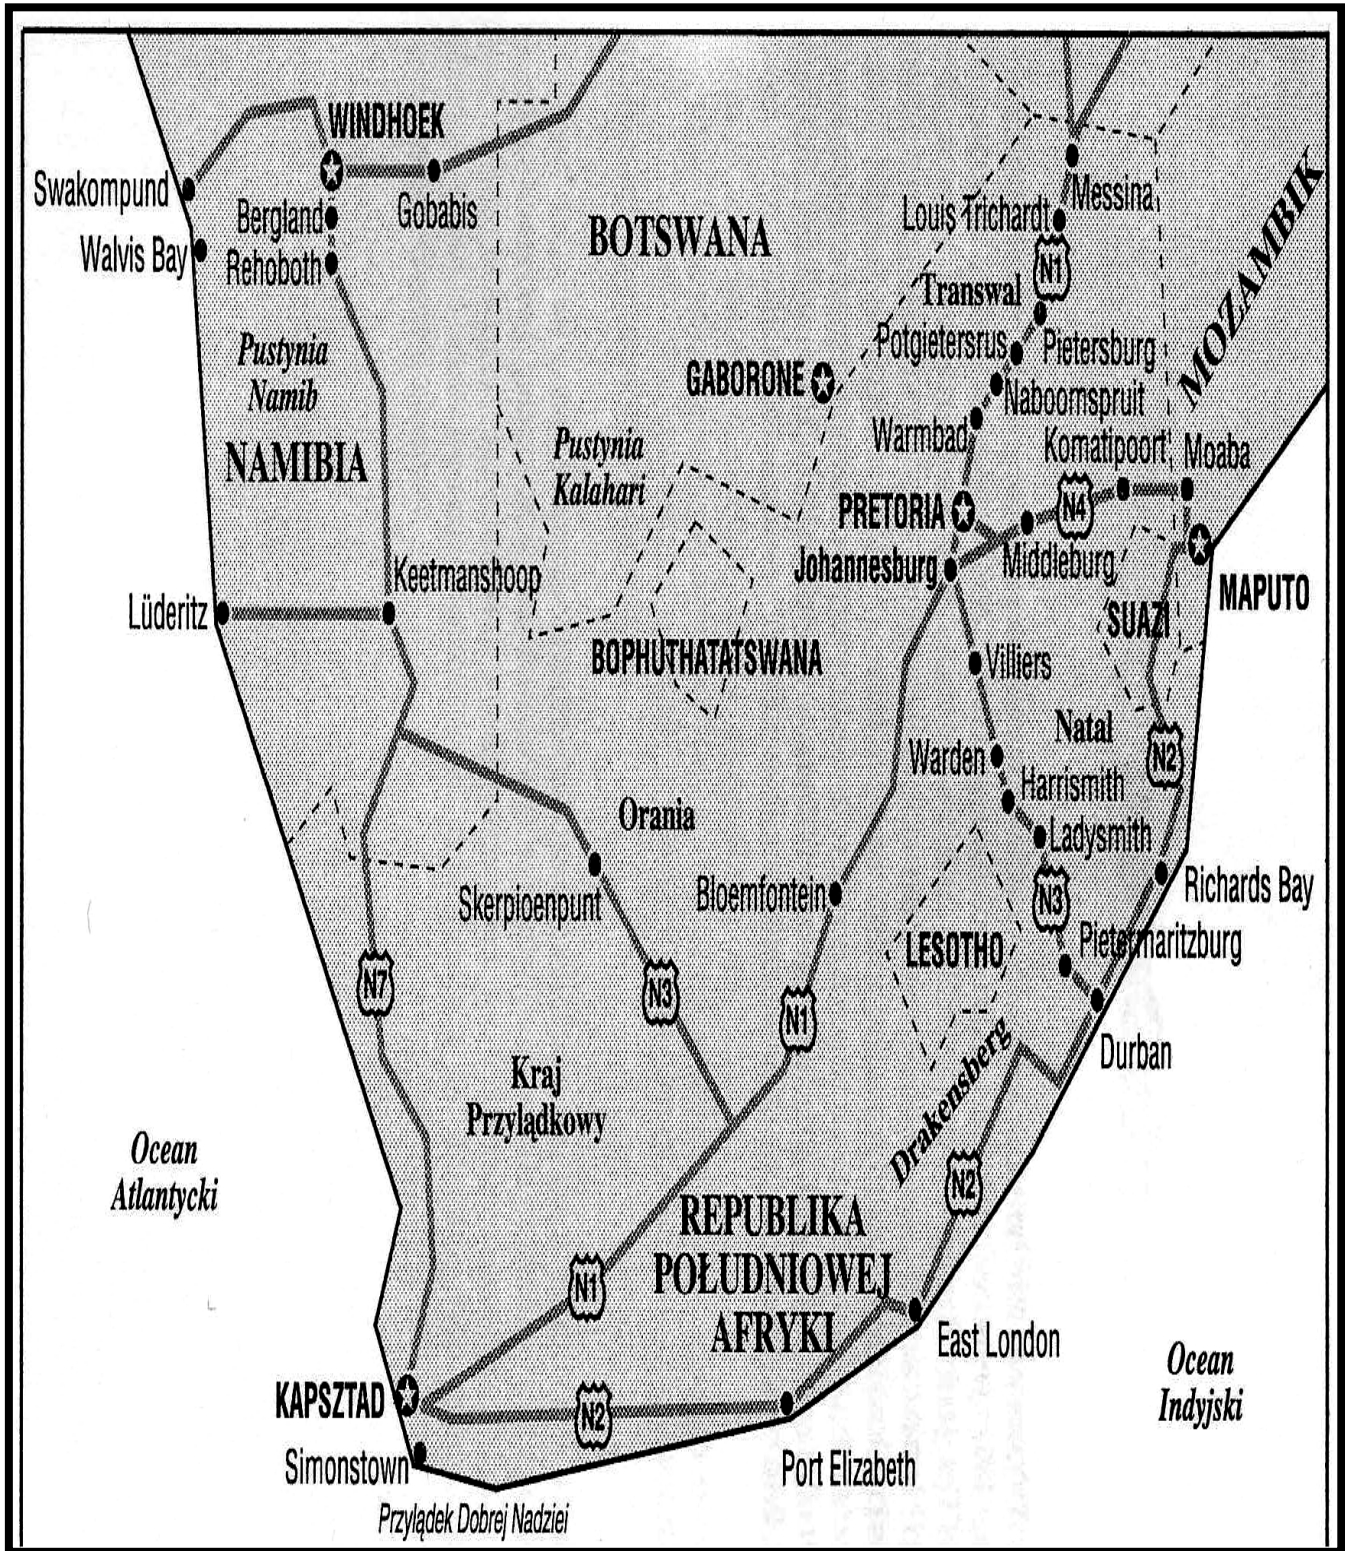 WINDHOEK
Swakompund
Messina
Bergland
Gobabis
Louis Trichardt
BOTSWANA
MOZAMBIK
Walvis Bay
Rehoboth
N1
Transwal
Pustynia
Namib
Potgietersrus
Pietersburg
GABORONE
Naboomspruit
Warmbad
Pustynia
Kalahari
Komatipoort
Moaba
NAMIBIA
PRETORIA
N4
Johannesburg
Middleburg
Keetmanshoop
MAPUTO
Lüderitz
SUAZI
BOPHUTHATATSWANA
Villiers
Natal
Warden
N2
Harrismith
Orania
Ladysmith
Skerpioenpunt
Bloemfontein
N3
Richards Bay
LESOTHO
Pietermaritzburg
N7
N3
N1
Durban
Drakensberg
Kraj
Przylądkowy
Ocean
Atlantycki
N2
REPUBLIKA
POŁUDNIOWEJ
AFRYKI
N1
East London
Ocean
Indyjski
KAPSZTAD
N2
Simonstown
Port Elizabeth
Przylądek Dobrej Nadziei